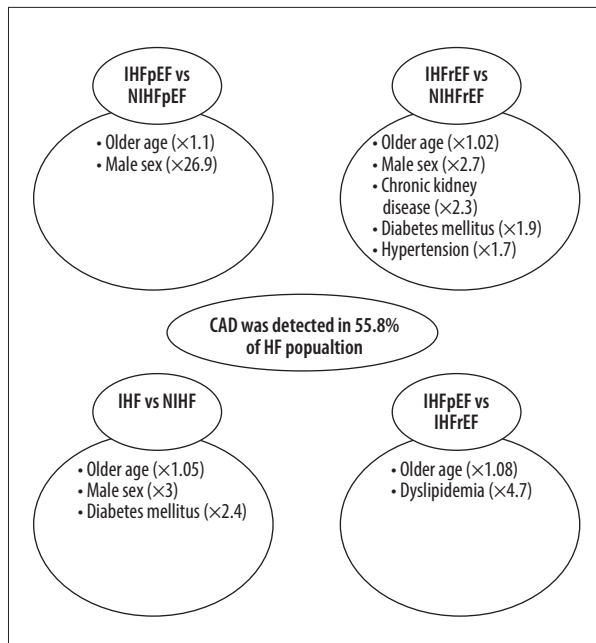 IHFpEF vs
NIHFpEF
• Older age (×1.1)
• Male sex (×26.9)
IHFrEF vs
NIHFrEF
• Older age (×1.02)
• Male sex (×2.7)
• Chronic kidney
disease (×2.3)
• Diabetes mellitus (×1.9)
• Hypertension (×1.7)
CAD was detected in 55.8%
of HF popualtion
IHF vs NIHF
• Older age (×1.05)
• Male sex (×3)
• Diabetes mellitus (×2.4)
IHFpEF vs
IHFrEF
• Older age (×1.08)
• Dyslipidemia (×4.7)